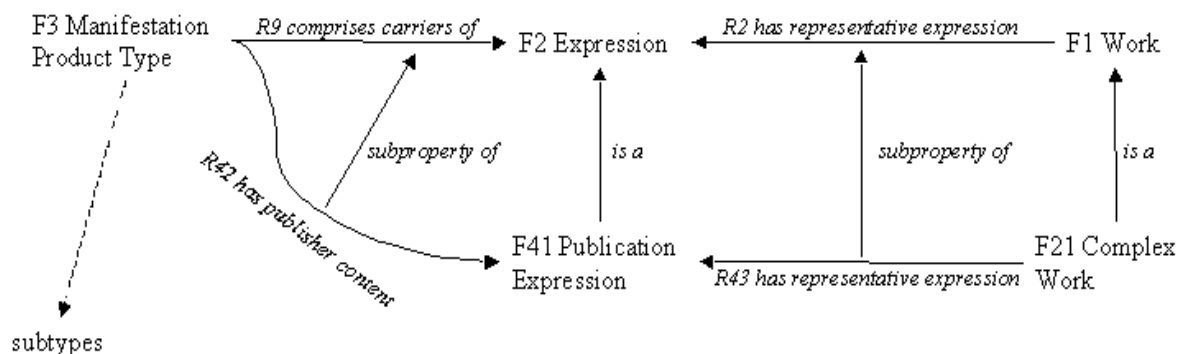 F3 Manifestation
Product Type
R9 comprises carriers of
F2 Expression
R2 has representative expression
F1 Work
subproperty of
is a
subproperty of
is a
R42 has publisher content
F41 Publication
Expression
R43 has representative expression
F21 Complex
Work
subtypes